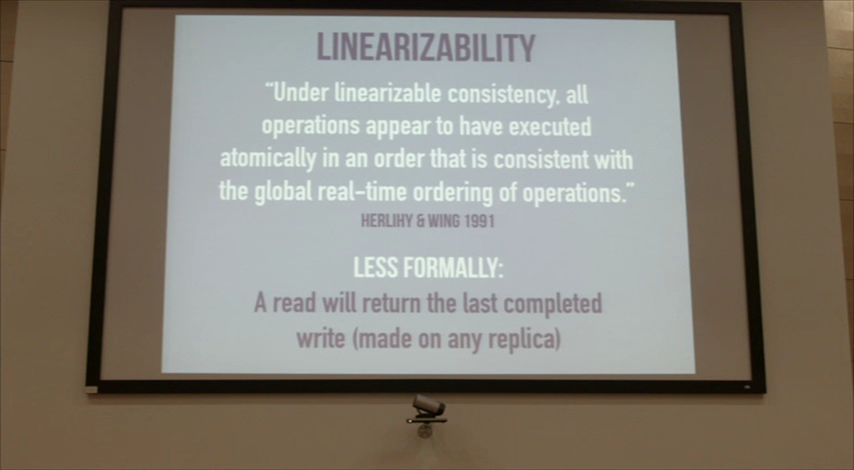 LINEARIZABILITY
“Under linearizable consistency, all
operations appear to have executed
atomically in an order that is consistent with
the global real-time ordering of operations.”
HERLIHY & WING 1991
LESS FORMALLY:
A read will return the last completed
write (made on any replica)